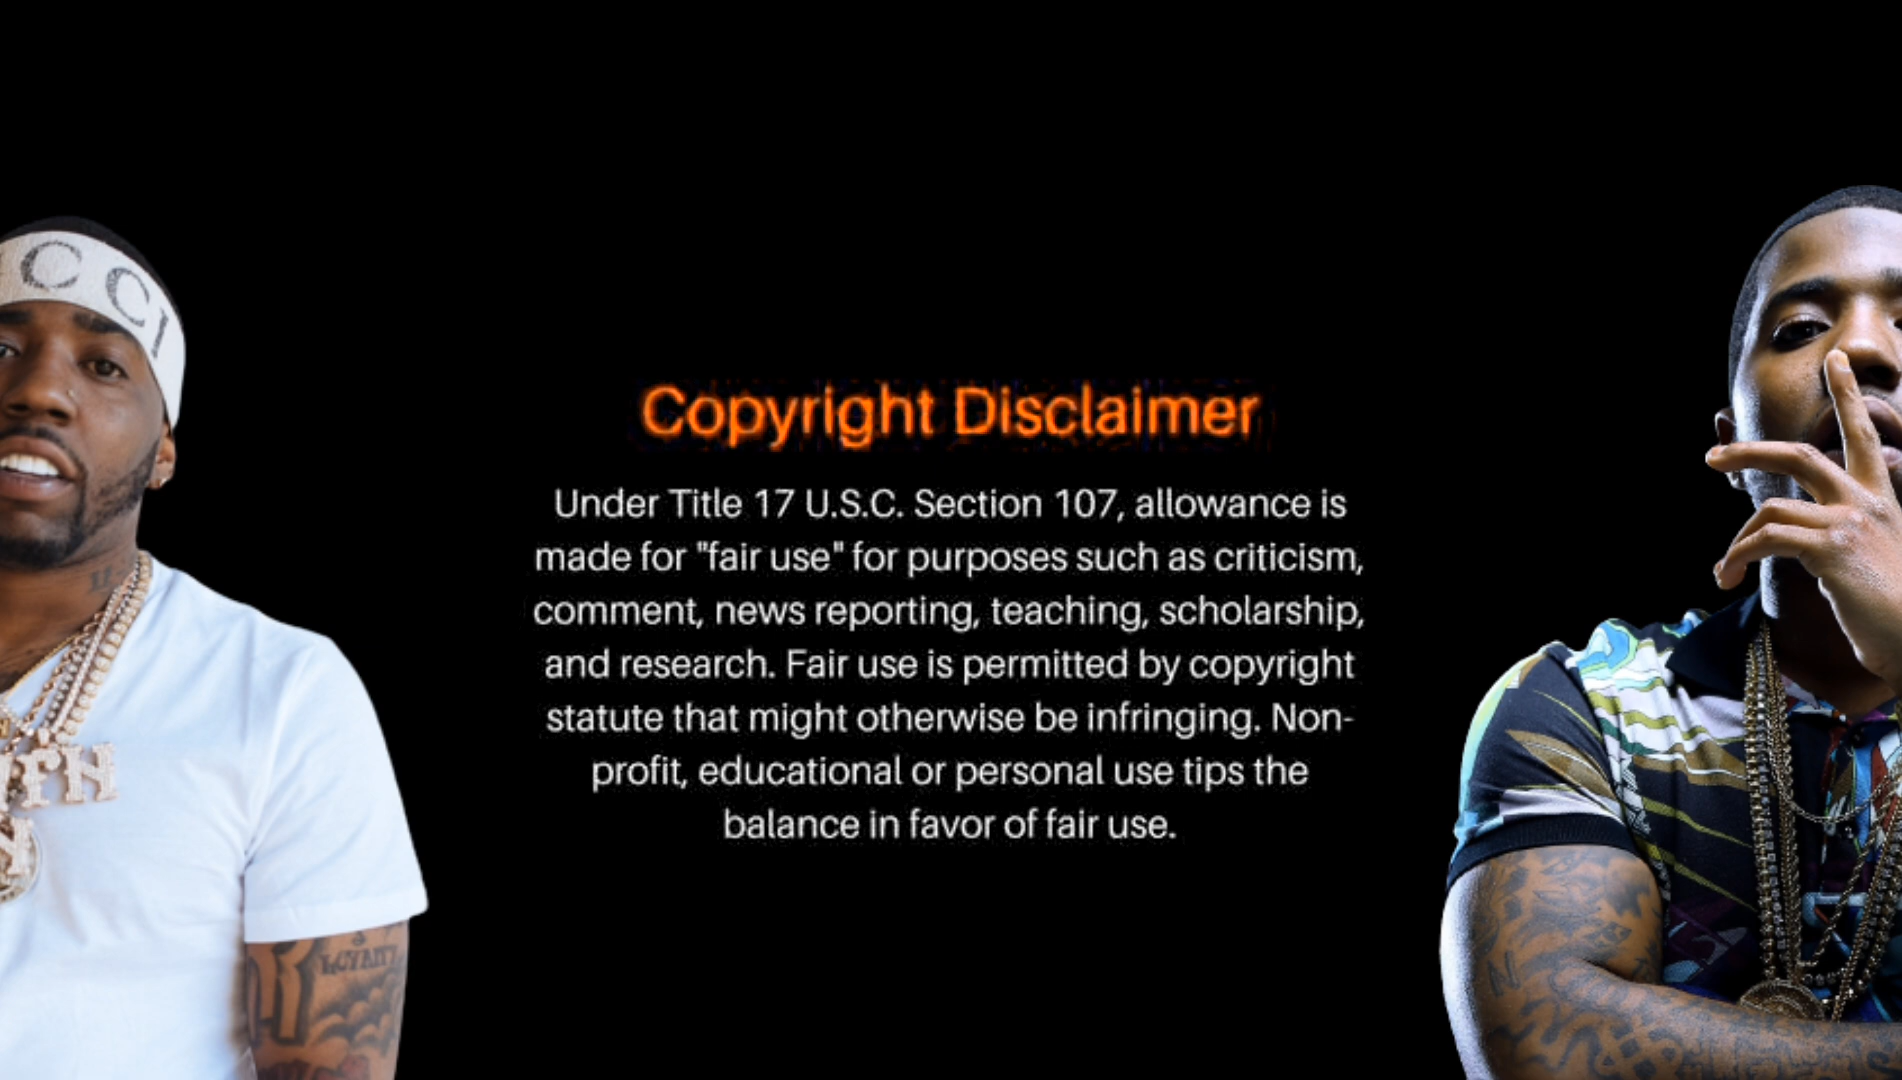 CCI
Copyright Disclaimer
Under Title 17 U.S.C. Section 107, allowance is
made for "fair use" for purposes such as criticism,
comment, news reporting, teaching, scholarship,
and research. Fair use is permitted by copyright
statute that might otherwise be infringing. Non-
profit, educational or personal use tips the
balance in favor of fair use.
LOYALTY